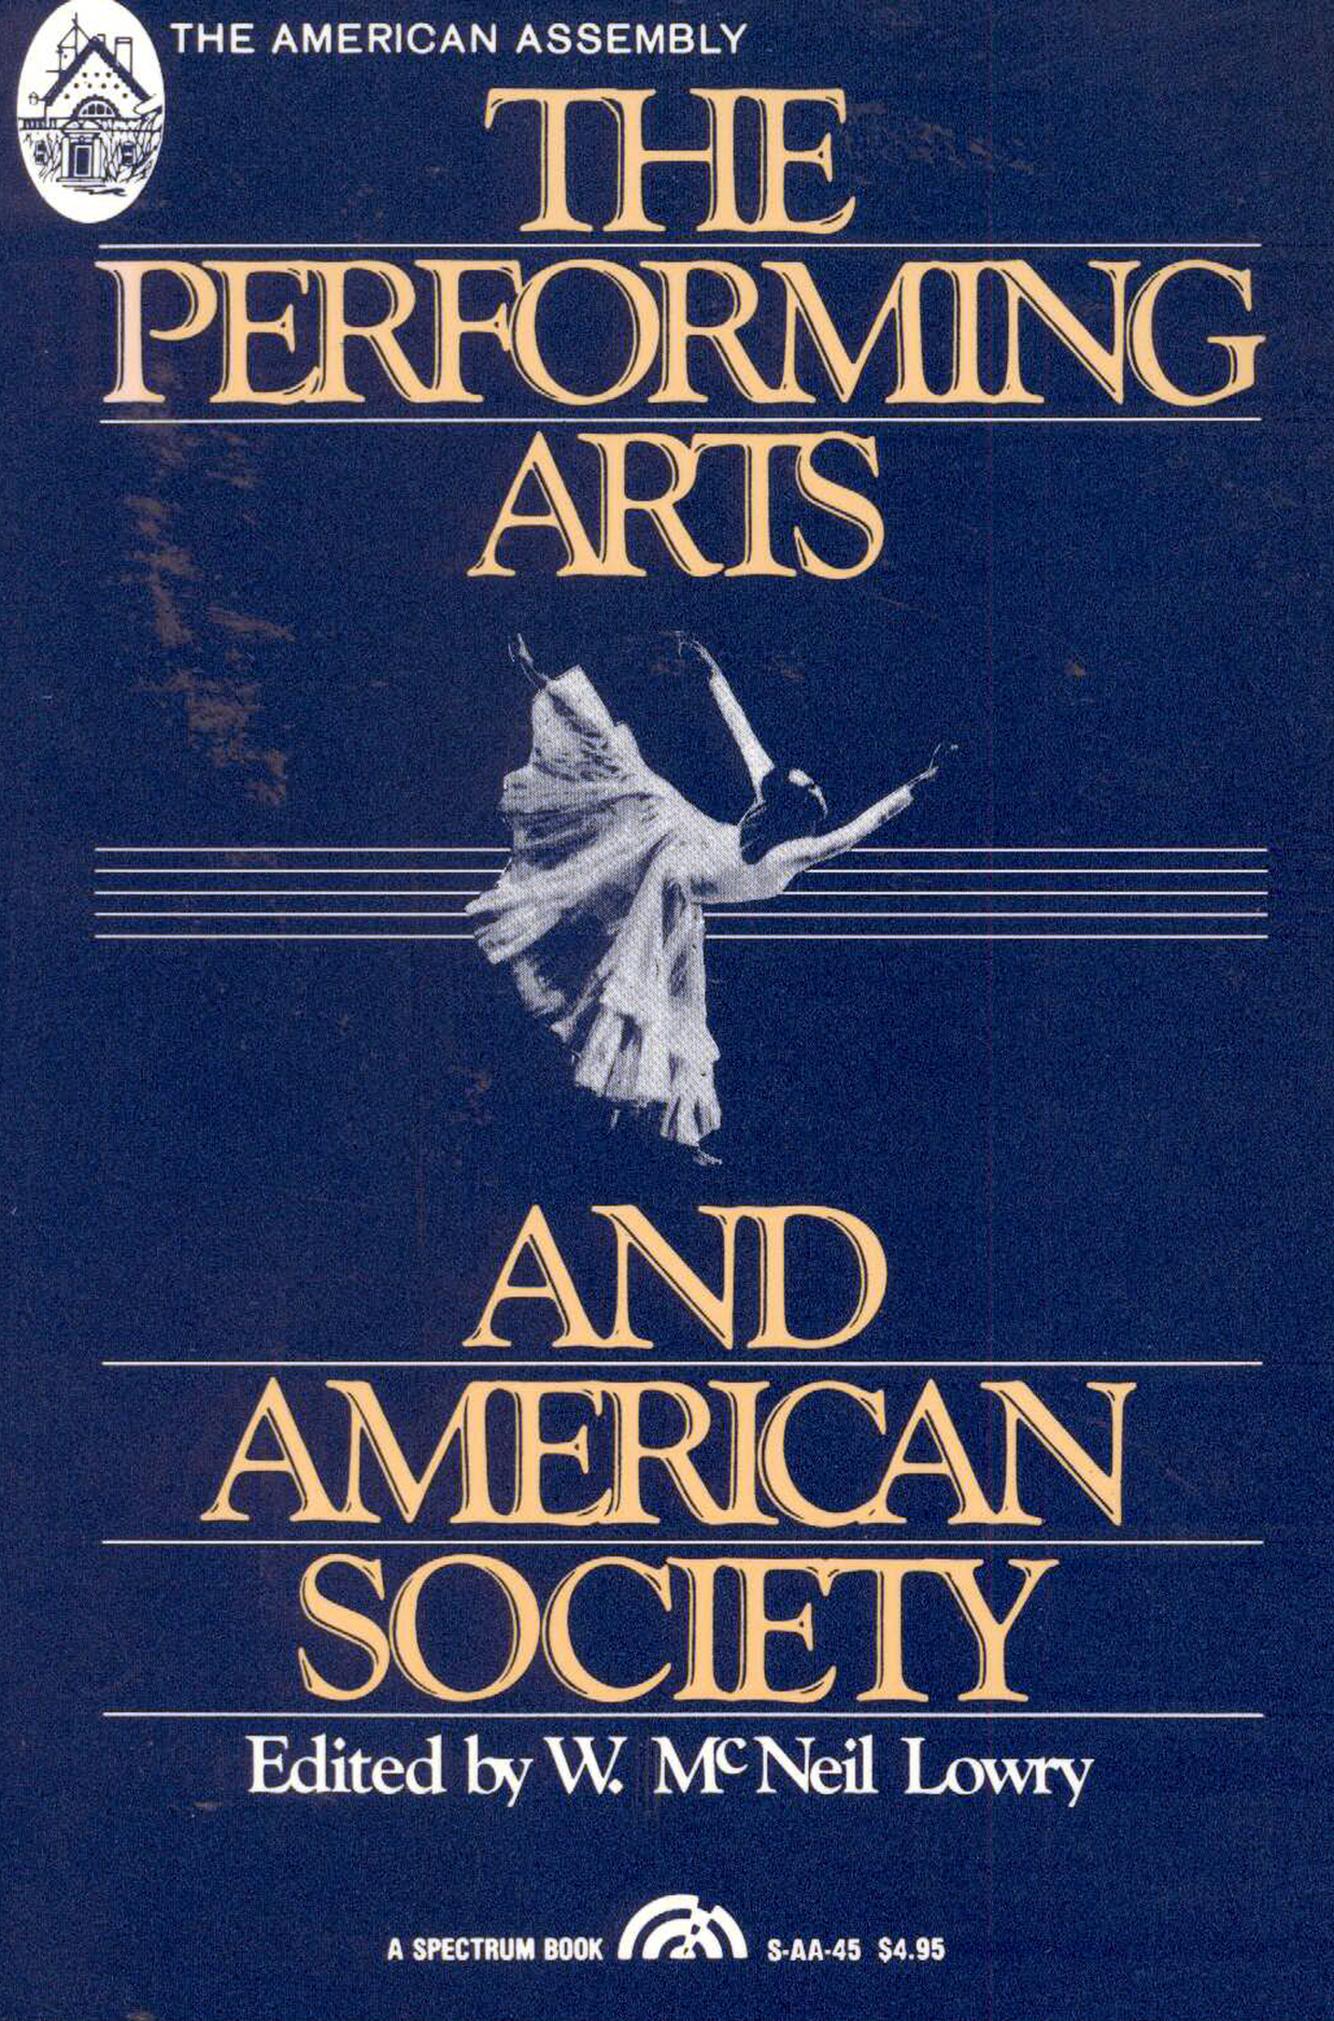 THE AMERICAN ASSEMBLY
THE
PERFORMING
ARTS
AND
AMERICAN
SOCIETY
Edited by W. McNeil Lowry
A SPECTRUM BOOK S-AA-45 $4.95